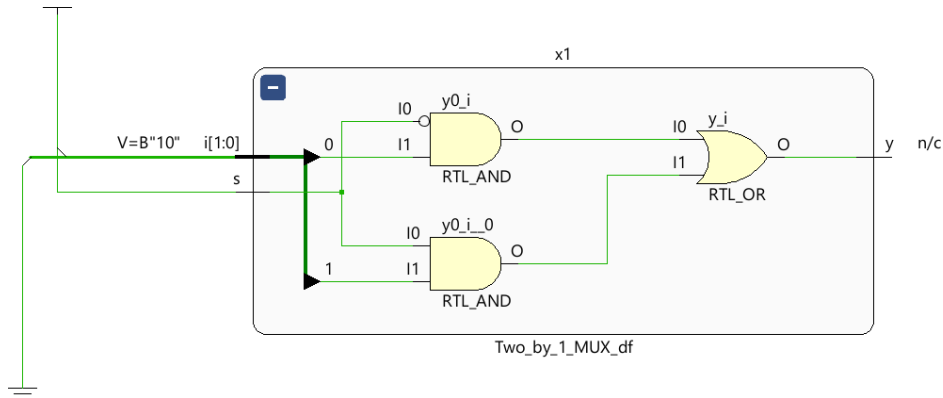 x1
y0_i
I0
O
I1
RTL_AND
V=B"10"
i[1:0]
0
s
y_i
I0
I1
O
RTL_OR
y
n/c
y0_i__0
I0
O
I1
RTL_AND
1
Two_by_1_MUX_df